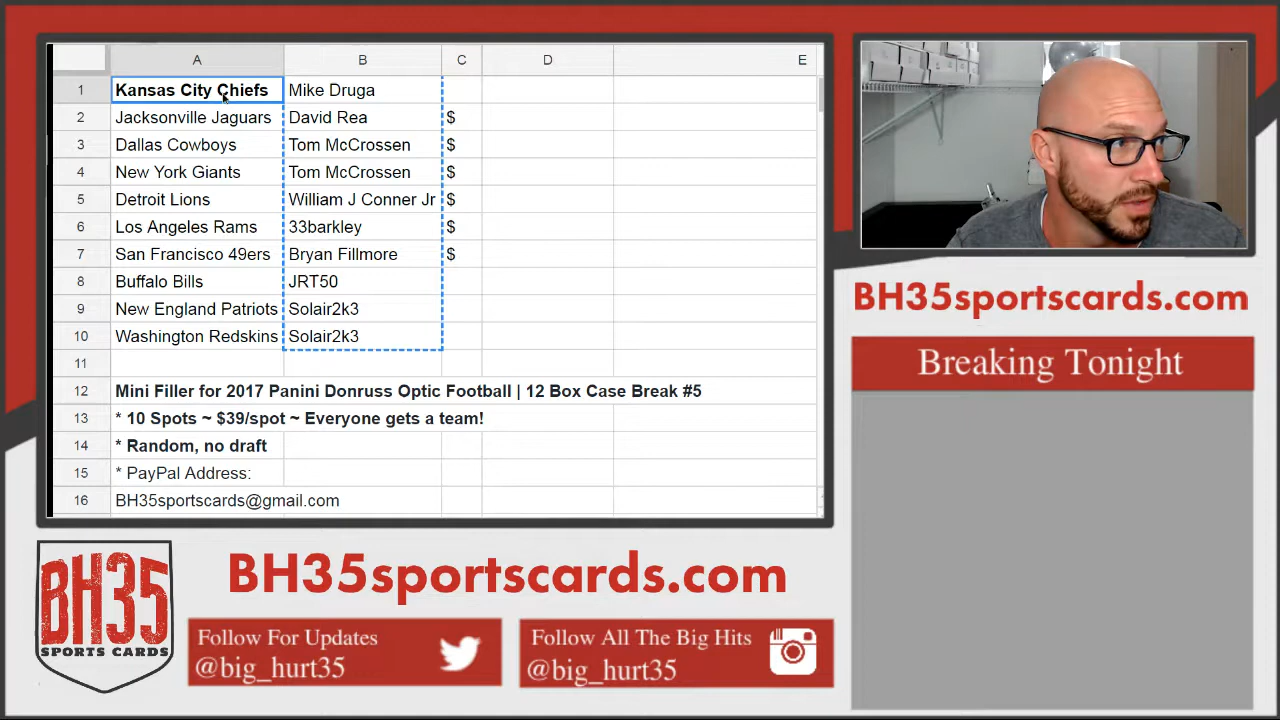 A B C D E
1 Kansas City Chiefs Mike Druga
2 Jacksonville Jaguars David Rea $
3 Dallas Cowboys Tom McCrossen $
4 New York Giants Tom McCrossen $
5 Detroit Lions William J Conner Jr $
6 Los Angeles Rams 33barkley $
7 San Francisco 49ers Bryan Fillmore $
8 Buffalo Bills JRT50
9 New England Patriots Solair2k3
10 Washington Redskins Solair2k3
11
12 Mini Filler for 2017 Panini Donruss Optic Football | 12 Box Case Break #5
13 * 10 Spots ~ $39/spot ~ Everyone gets a team!
14 * Random, no draft
15 * PayPal Address:
16 BH35sportscards@gmail.com
BH35sportscards.com
Breaking Tonight
BH35
SPORTS CARDS
BH35sportscards.com
Follow For Updates
@big_hurt35
Follow All The Big Hits
@big_hurt35